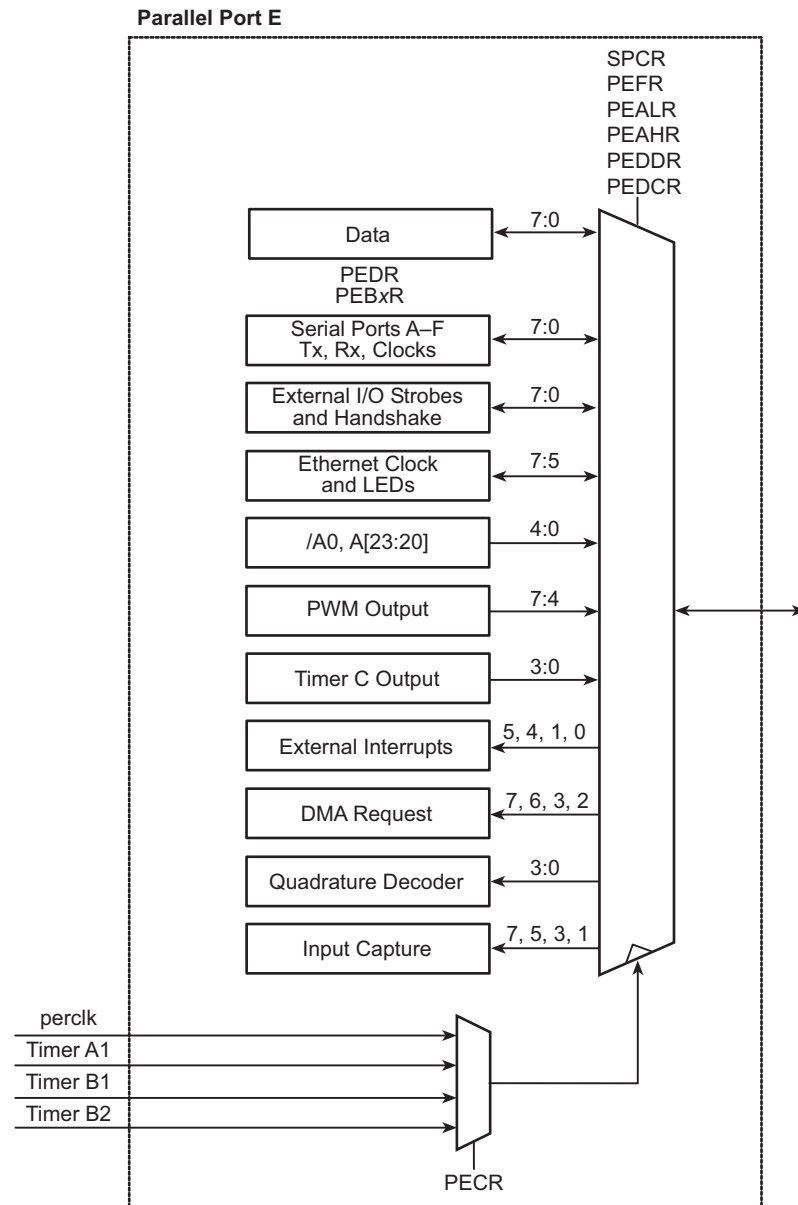 Parallel Port E
SPCR
PEFR
PEALR
PEAHR
PEDDR
PEDCR
Data
7:0
PEDR
PEBxR
Serial Ports A–F
Tx, Rx, Clocks
7:0
External I/O Strobes
and Handshake
7:0
Ethernet Clock
and LEDs
7:5
/A0, A[23:20]
4:0
PWM Output
7:4
Timer C Output
3:0
External Interrupts
5, 4, 1, 0
DMA Request
7, 6, 3, 2
Quadrature Decoder
3:0
Input Capture
7, 5, 3, 1
perclk
Timer A1
Timer B1
Timer B2
PECR